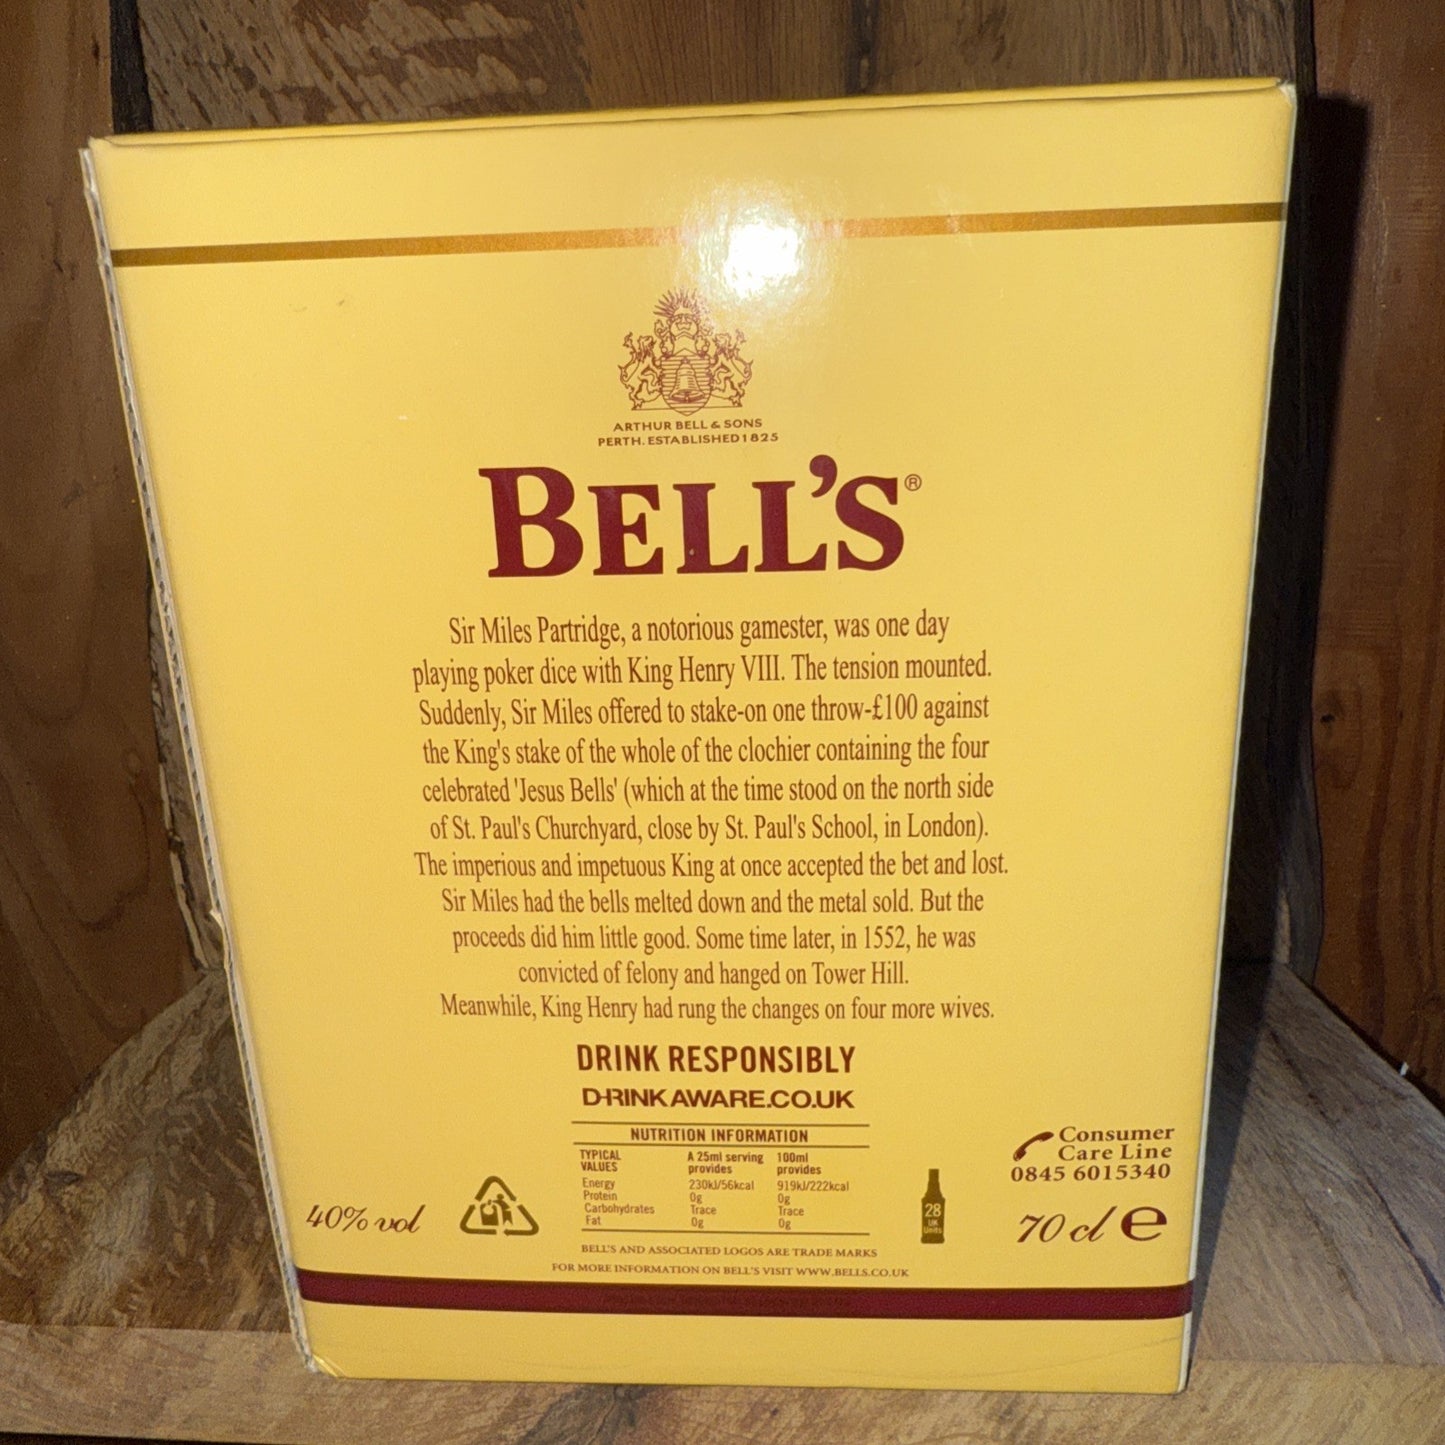 ARTHUR BELL & SONS
PERTH. ESTABLISHED 1825
BELL'S®
Sir Miles Partridge, a notorious gamester, was one day
playing poker dice with King Henry VIII. The tension mounted.
Suddenly, Sir Miles offered to stake-on one throw-£100 against
the King's stake of the whole of the clochier containing the four
celebrated 'Jesus Bells' (which at the time stood on the north side
of St. Paul's Churchyard, close by St. Paul's School, in London).
The imperious and impetuous King at once accepted the bet and lost.
Sir Miles had the bells melted down and the metal sold. But the
proceeds did him little good. Some time later, in 1552, he was
convicted of felony and hanged on Tower Hill.
Meanwhile, King Henry had rung the changes on four more wives.
DRINK RESPONSIBLY
DRINKAWARE.CO.UK
NUTRITION INFORMATION
TYPICAL VALUES A 25ml serving provides 100ml provides
Energy 230kJ/56kcal 919kJ/222kcal
Protein 0g 0g
Carbohydrates Trace Trace
Fat 0g 0g
BELL'S AND ASSOCIATED LOGOS ARE TRADE MARKS
FOR MORE INFORMATION ON BELL'S VISIT WWW.BELLS.CO.UK
40% vol
28
UK
Units
Consumer
Care Line
0845 6015340
70 cl e